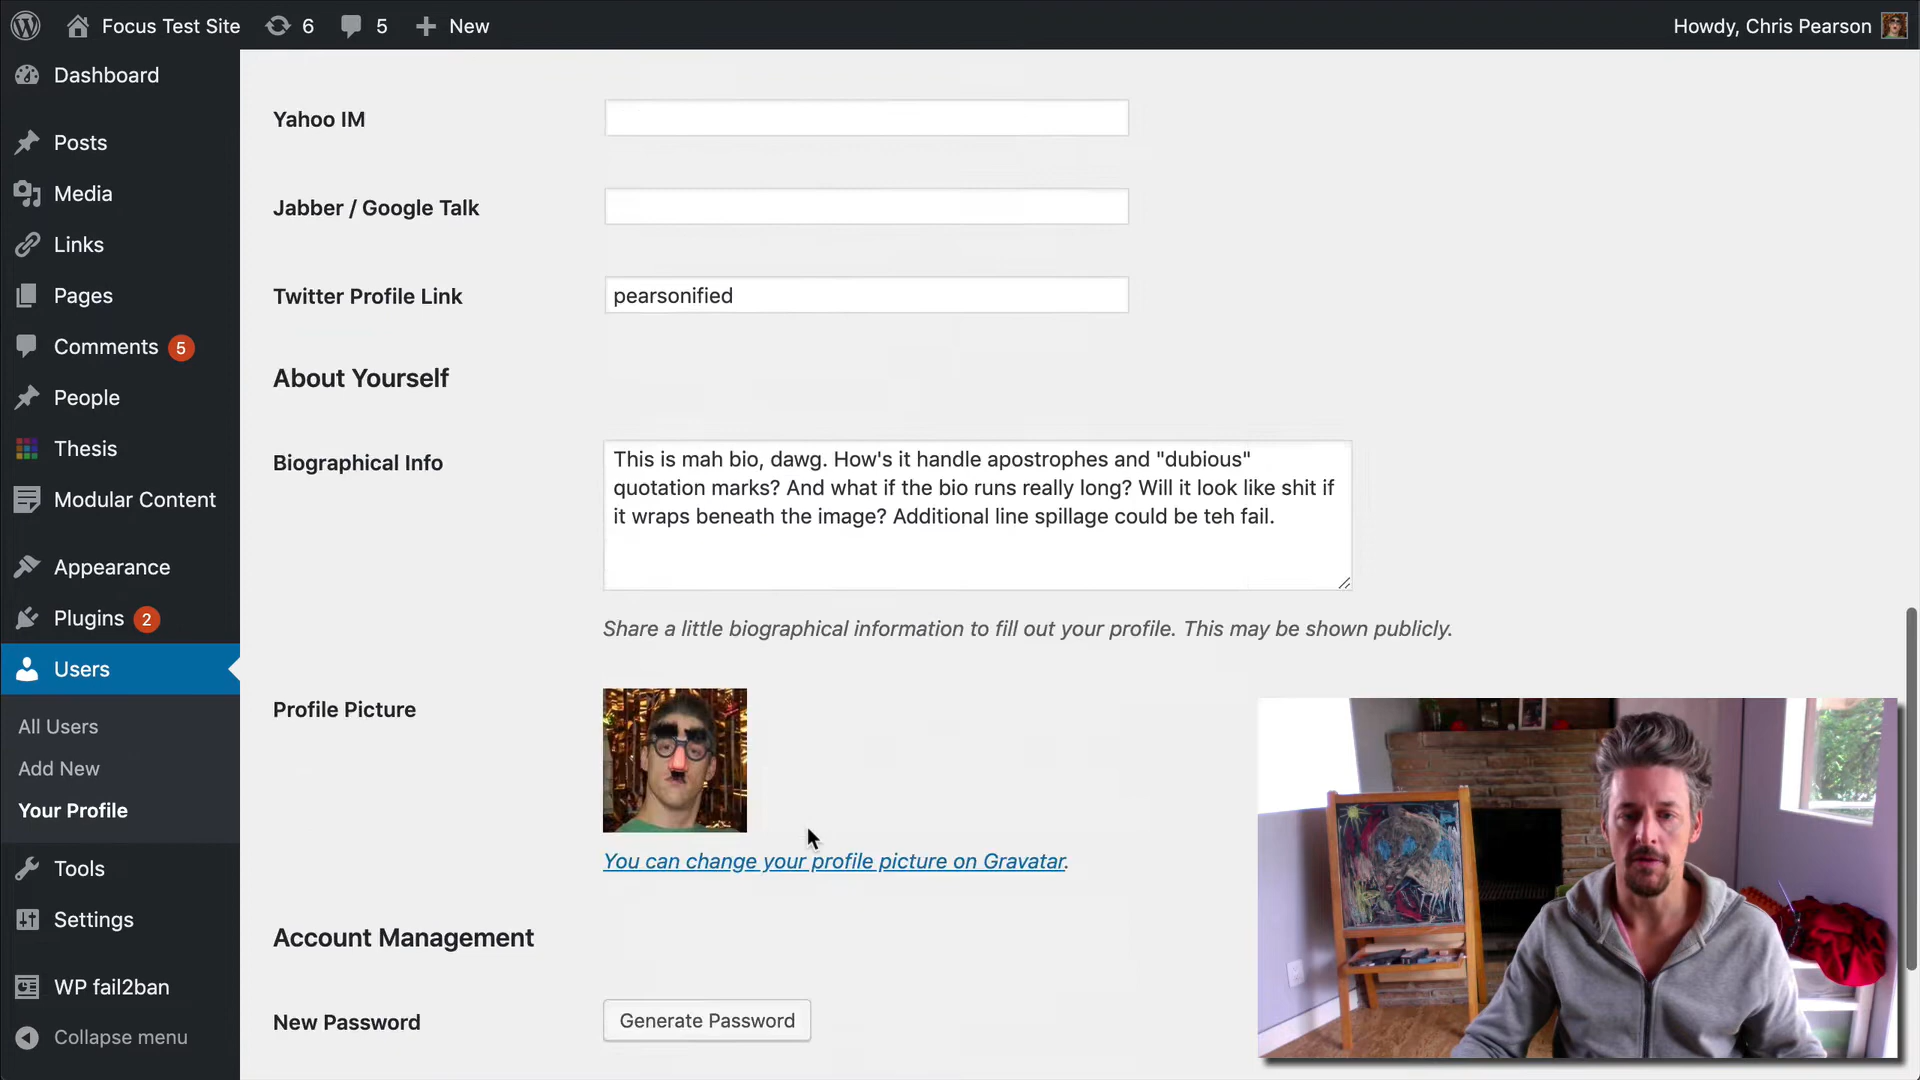 Focus Test Site 6 5 New Howdy, Chris Pearson
Dashboard
Posts
Media
Links
Pages
Comments 5
People
Thesis
Modular Content
Appearance
Plugins 2
Users
All Users
Add New
Your Profile
Tools
Settings
WP fail2ban
Collapse menu
Yahoo IM
Jabber / Google Talk
Twitter Profile Link pearsonified
About Yourself
Biographical Info
This is mah bio, dawg. How's it handle apostrophes and "dubious"
quotation marks? And what if the bio runs really long? Will it look like shit if
it wraps beneath the image? Additional line spillage could be teh fail.
Share a little biographical information to fill out your profile. This may be shown publicly.
Profile Picture
You can change your profile picture on Gravatar.
Account Management
New Password Generate Password